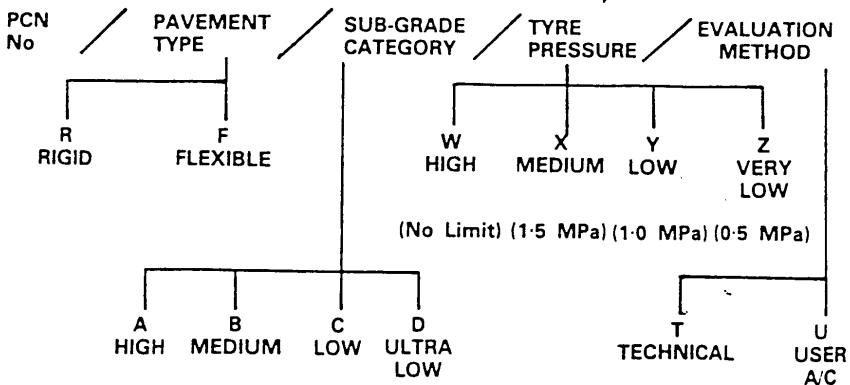 PCN No / PAVEMENT TYPE / SUB-GRADE CATEGORY / TYRE PRESSURE / EVALUATION METHOD
R RIGID
F FLEXIBLE
W HIGH
X MEDIUM
Y LOW
Z VERY LOW
(No Limit) (1·5 MPa) (1·0 MPa) (0·5 MPa)
A HIGH
B MEDIUM
C LOW
D ULTRA LOW
T TECHNICAL
U USER A/C